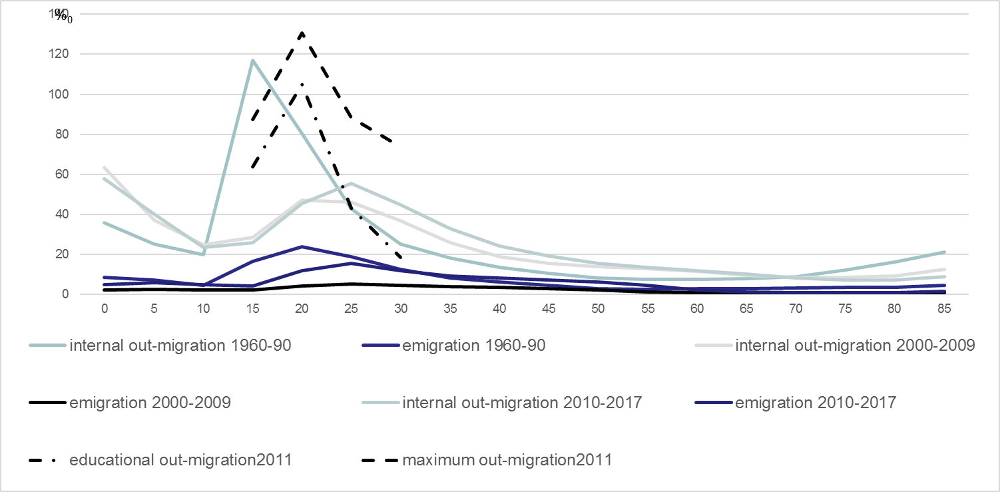 140
‰
120
100
80
60
40
20
0
0 5 10 15 20 25 30 35 40 45 50 55 60 65 70 75 80 85
internal out-migration 1960-90 emigration 1960-90 internal out-migration 2000-2009
emigration 2000-2009 internal out-migration 2010-2017 emigration 2010-2017
educational out-migration2011 maximum out-migration2011